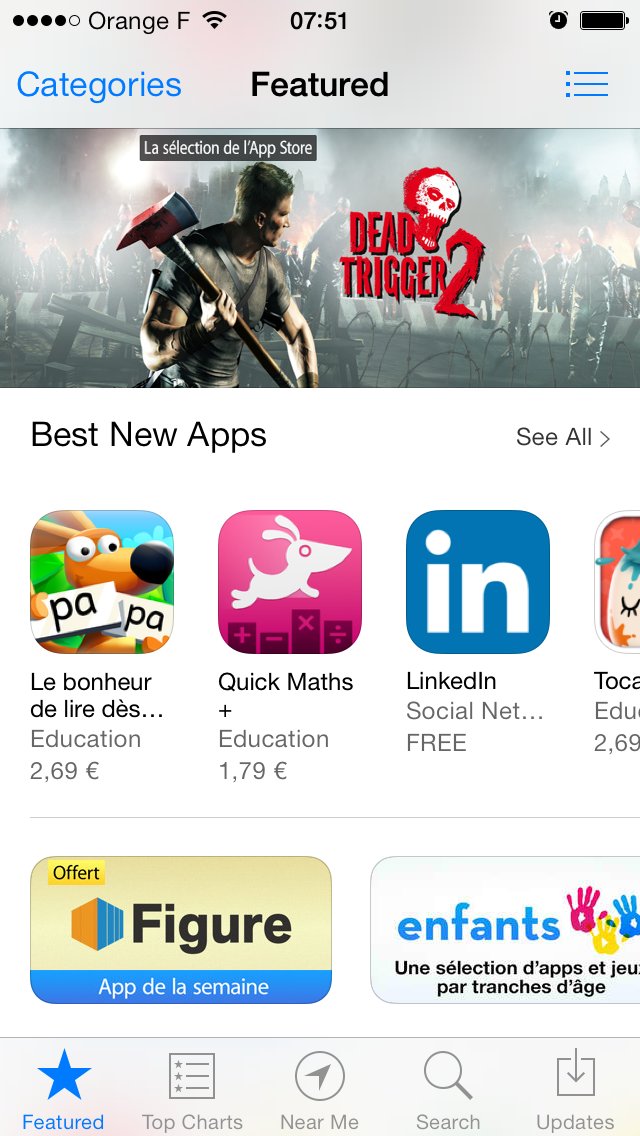 Orange F 07:51
Categories Featured
La sélection de l'App Store
DEAD
TRIGGER 2
Best New Apps See All
pa pa
in
Le bonheur
de lire dès...
Education
2,69 €
Quick Maths
+
Education
1,79 €
LinkedIn
Social Net...
FREE
Toca
Edu
2,69
Offert
Figure
App de la semaine
enfants
Une sélection d'apps et jeux
par tranches d'âge
Featured Top Charts Near Me Search Updates